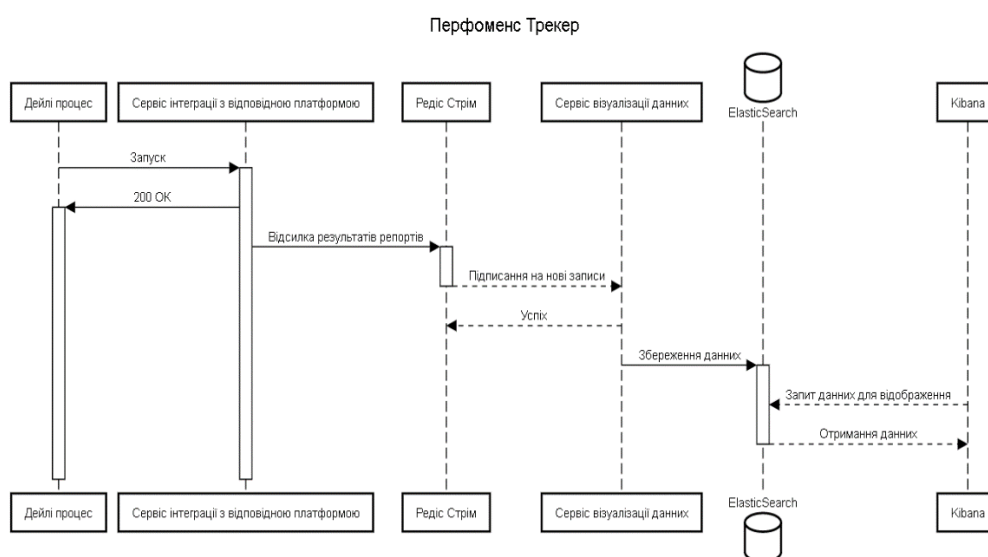 Перфоменс Трекер
Дейлі процес
Сервіс інтеграції з відповідною платформою
Редіс Стрім
Сервіс візуалізації данних
ElasticSearch
Kibana
Запуск
200 OK
Відсилка результатів репортів
Підписання на нові записи
Успіх
Збереження данних
Запит данних для відображення
Отримання данних
Дейлі процес
Сервіс інтеграції з відповідною платформою
Редіс Стрім
Сервіс візуалізації данних
ElasticSearch
Kibana